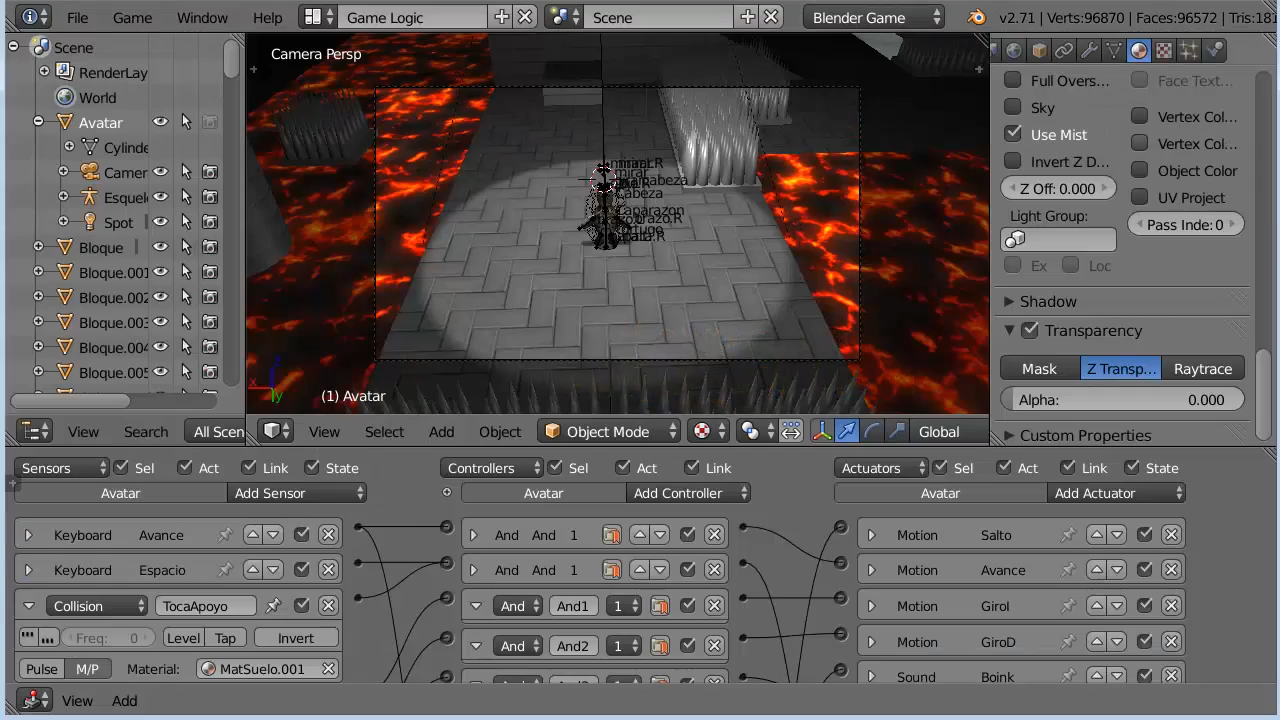 File Game Window Help Game Logic Scene Blender Game v2.71 | Verts:96870 | Faces:96572 | Tris:181
Scene
RenderLay
World
Avatar
Cylinde
Camer
Esquele
Spot
Bloque
Bloque.001
Bloque.002
Bloque.003
Bloque.004
Bloque.005
View Search All Scen
Camera Persp
Cabeza
Caparazon
(1) Avatar
View Select Add Object Object Mode Global
Full Overs... Face Text...
Sky Vertex Col...
Use Mist Vertex Col...
Invert Z D... Object Color
Z Off: 0.000 UV Project
Light Group: Pass Inde: 0
Ex Loc
Shadow
Transparency
Mask Z Transp... Raytrace
Alpha: 0.000
Custom Properties
Sensors Sel Act Link State
Avatar Add Sensor
Keyboard Avance
Keyboard Espacio
Collision TocaApoyo
Freq: 0 Level Tap Invert
Pulse M/P Material: MatSuelo.001
Controllers Sel Act Link
Avatar Add Controller
And And 1
And And 1
And And1 1
And And2 1
Actuators Sel Act Link State
Avatar Add Actuator
Motion Salto
Motion Avance
Motion GiroI
Motion GiroD
Sound Boink
View Add